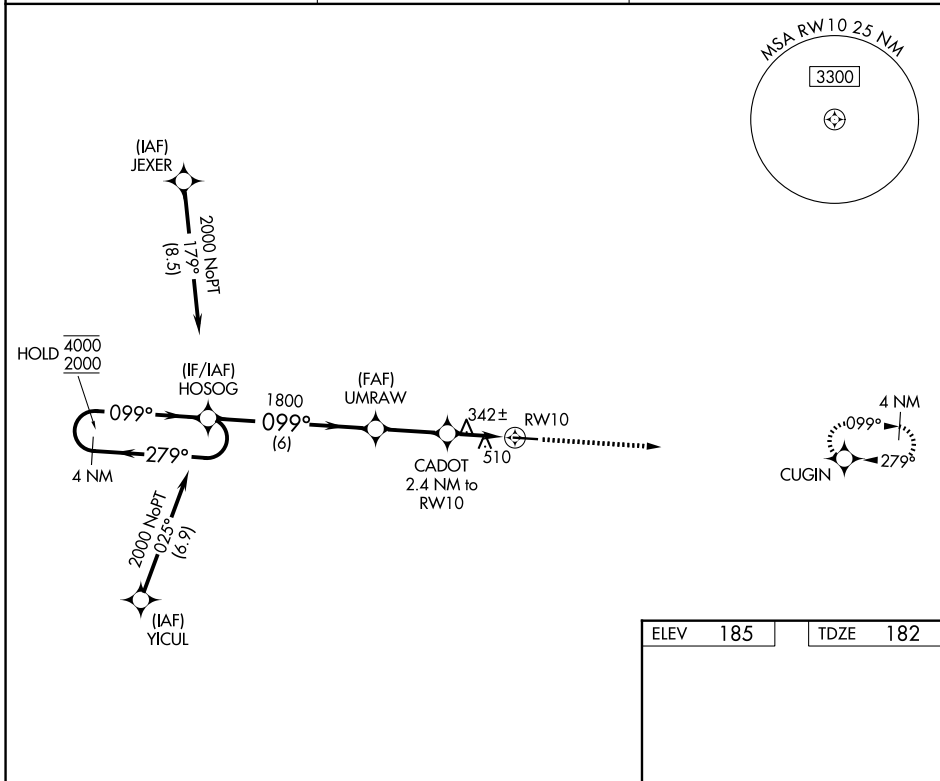 MSA RW10 25 NM
3300
(IAF)
JEXER
2000 NoPT
179°
(8.5)
HOLD 4000
2000
(IF/IAF)
HOSOG
099°
279°
4 NM
1800
099°
(6)
(FAF)
UMRAW
CADOT
2.4 NM to
RW10
342±
510
RW10
4 NM
099°
279°
CUGIN
2000 NoPT
025°
(6.9)
(IAF)
YICUL
ELEV 185
TDZE 182